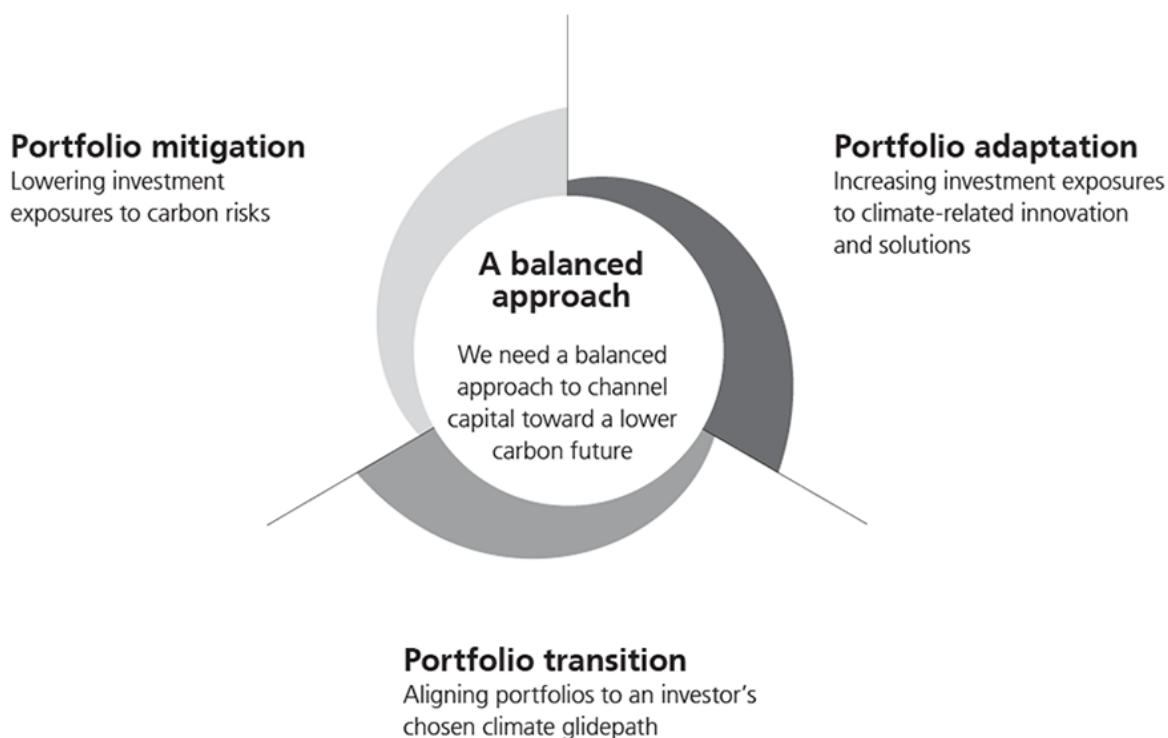 Portfolio mitigation
Lowering investment
exposures to carbon risks
Portfolio adaptation
Increasing investment exposures
to climate-related innovation
and solutions
A balanced
approach
We need a balanced
approach to channel
capital toward a lower
carbon future
Portfolio transition
Aligning portfolios to an investor’s
chosen climate glidepath